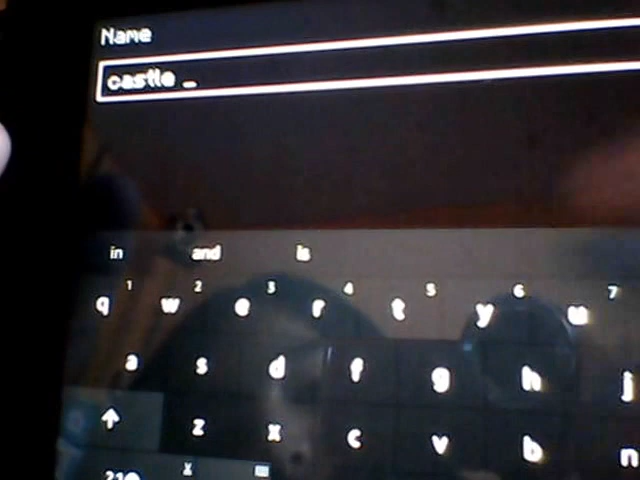 Name
castle _
in and is
1 2 3 4 5 6 7
q w e r t y u
a s d f g h j
z x c v b n